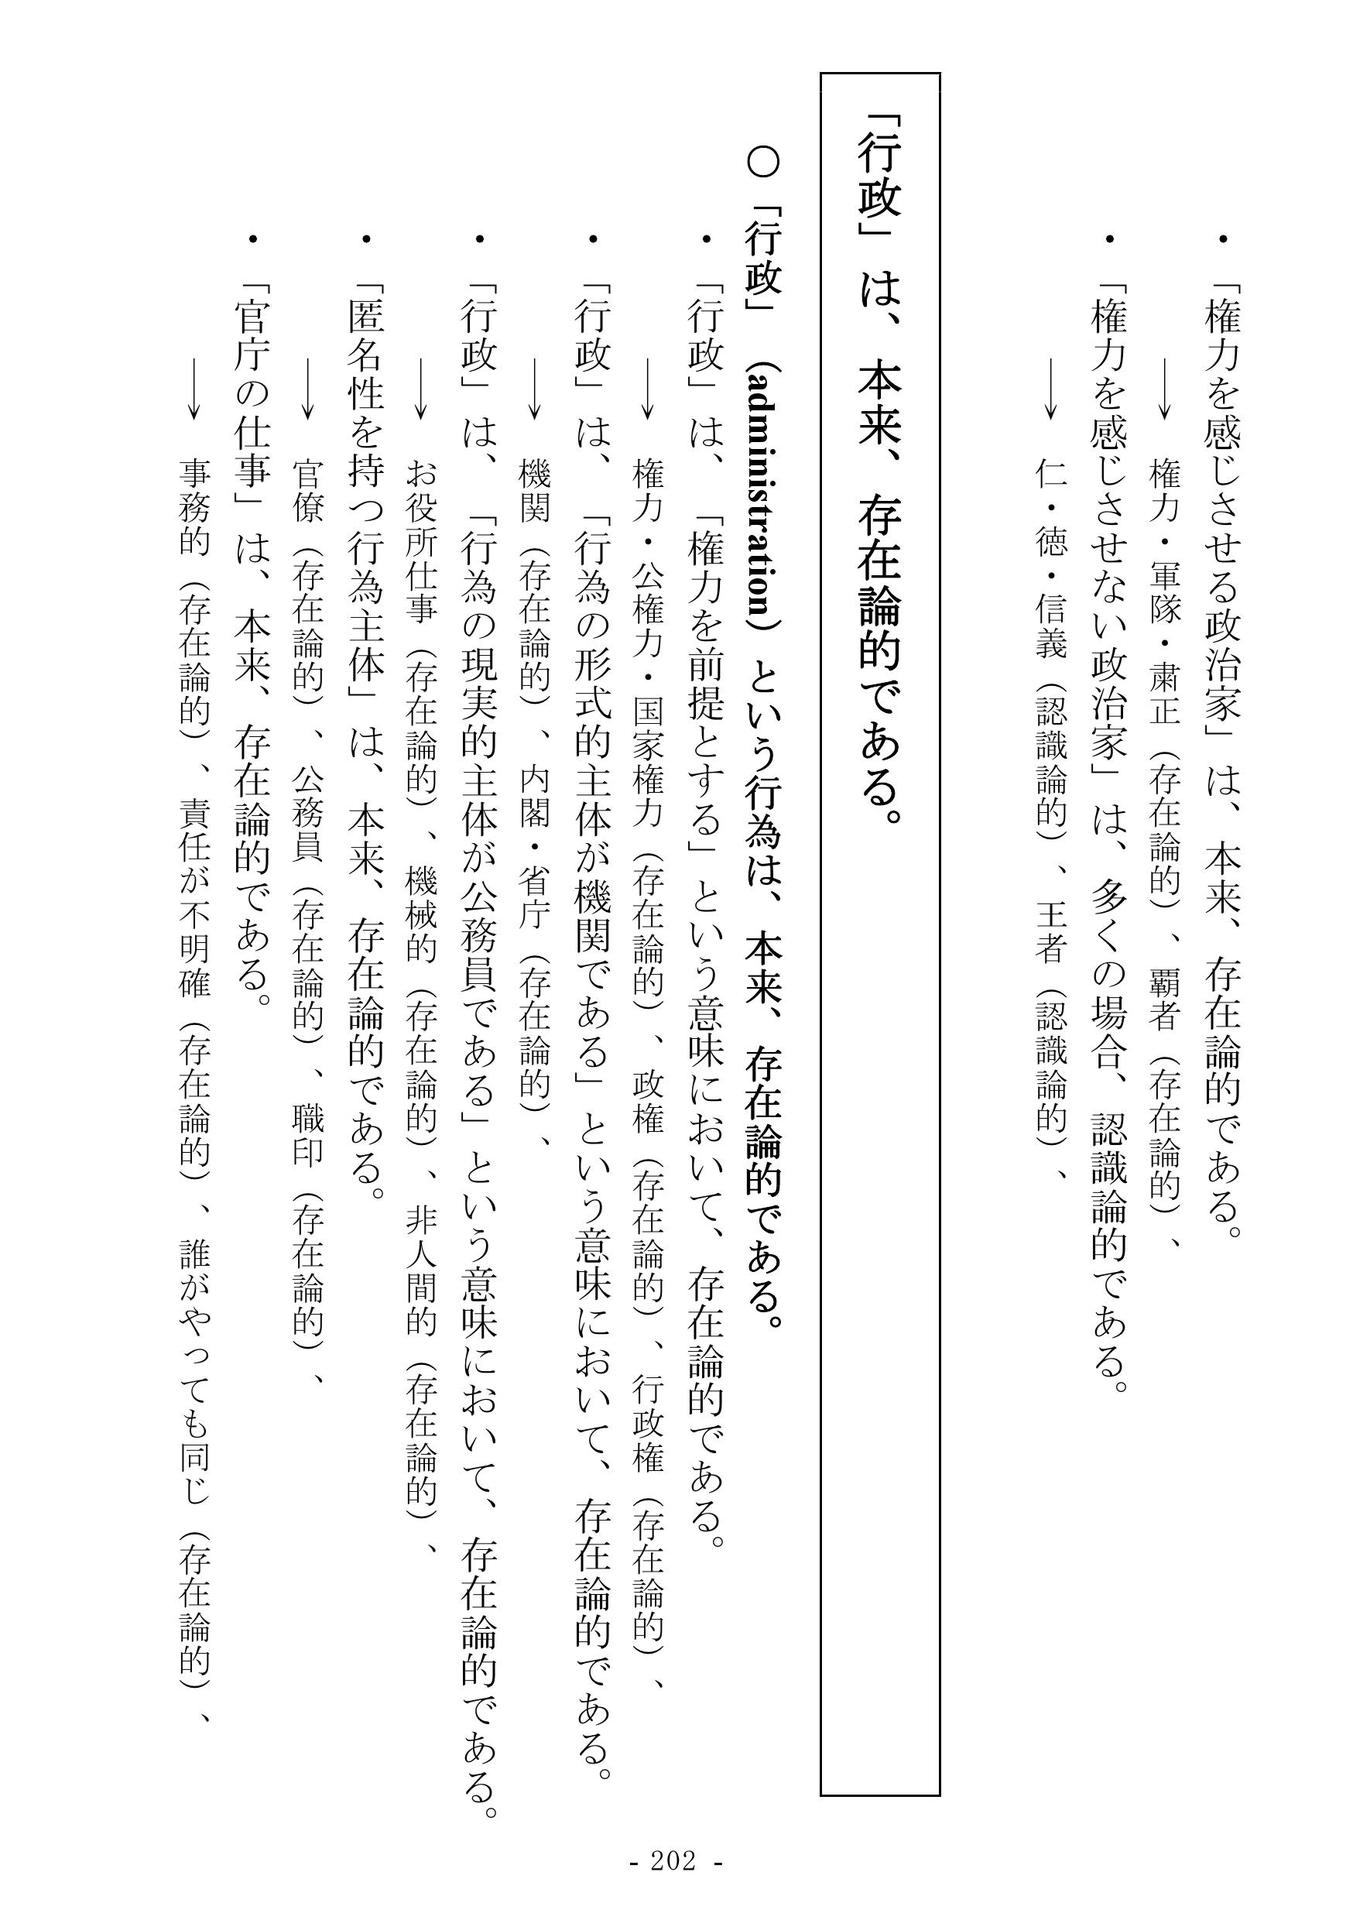 ・「権力を感じさせる政治家」は、本来、存在論的である。
→ 権力・軍隊・粛正（存在論的）、覇者（存在論的）、
・「権力を感じさせない政治家」は、多くの場合、認識論的である。
→ 仁・徳・信義（認識論的）、王者（認識論的）、
「行政」は、本来、存在論的である。
○「行政」（administration）という行為は、本来、存在論的である。
・「行政」は、「権力を前提とする」という意味において、存在論的である。
→ 権力・公権力・国家権力（存在論的）、政権（存在論的）、行政権（存在論的）、
・「行政」は、「行為の形式的主体が機関である」という意味において、存在論的である。
→ 機関（存在論的）、内閣・省庁（存在論的）、
・「行政」は、「行為の現実的主体が公務員である」という意味において、存在論的である。
→ お役所仕事（存在論的）、機械的（存在論的）、非人間的（存在論的）、
・「匿名性を持つ行為主体」は、本来、存在論的である。
→ 官僚（存在論的）、公務員（存在論的）、職印（存在論的）、
・「官庁の仕事」は、本来、存在論的である。
→ 事務的（存在論的）、責任が不明確（存在論的）、誰がやっても同じ（存在論的）、
- 202 -